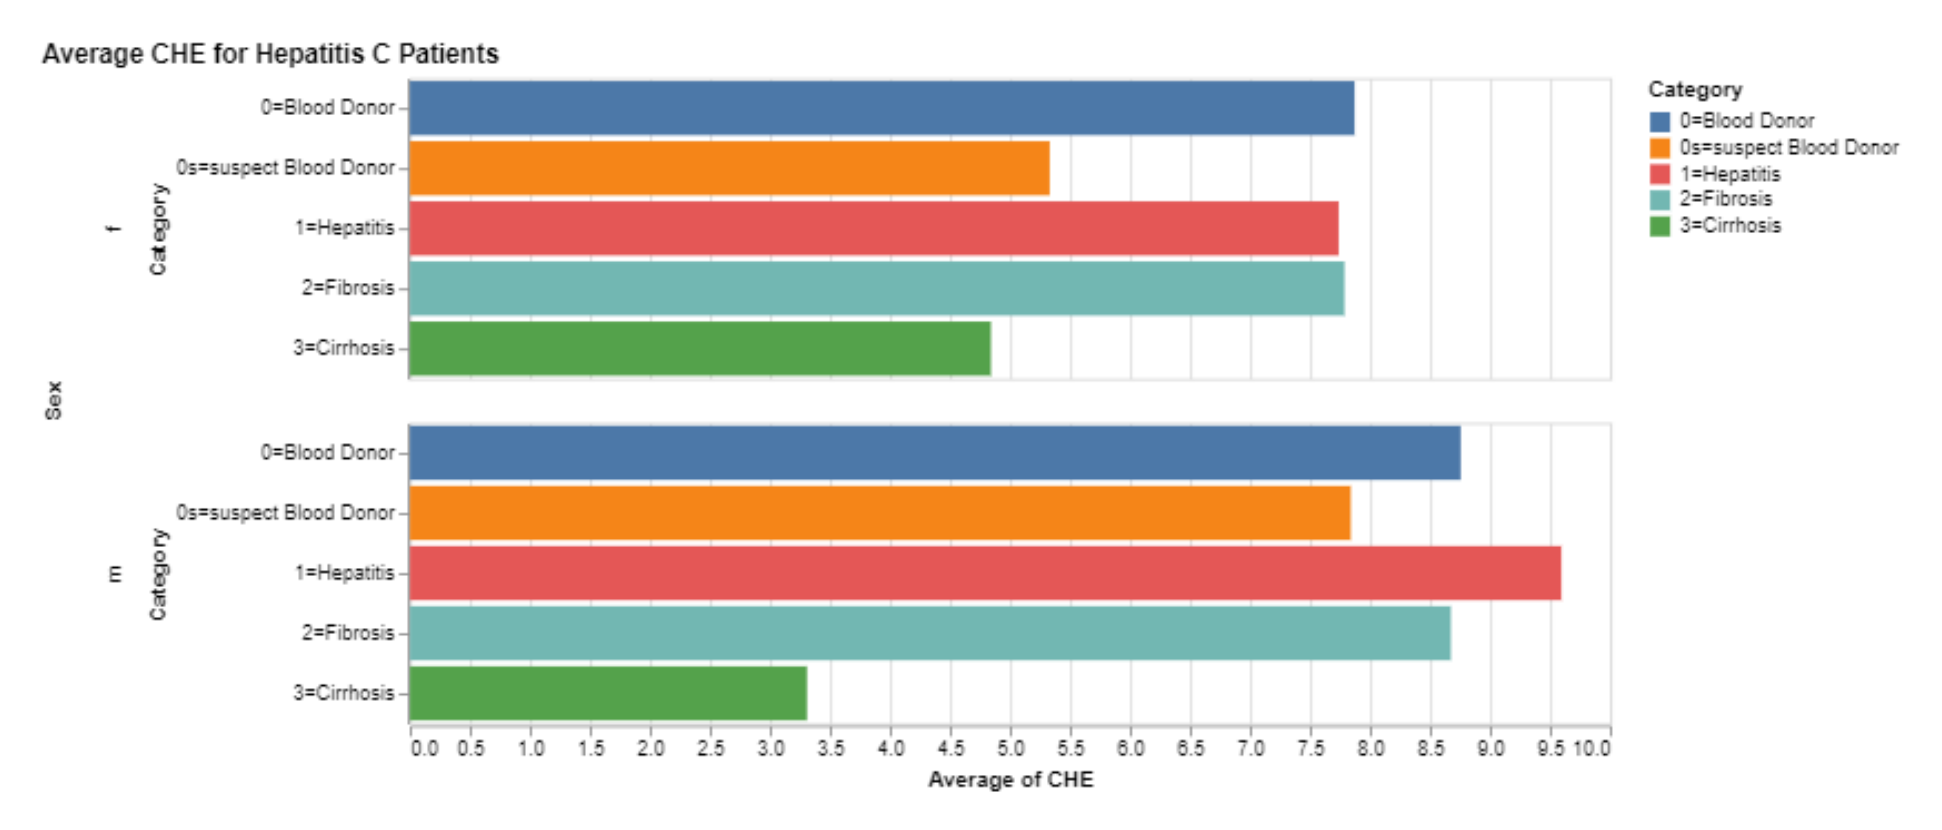 Average CHE for Hepatitis C Patients
Sex
f
Category
0=Blood Donor
0s=suspect Blood Donor
1=Hepatitis
2=Fibrosis
3=Cirrhosis
m
Category
0=Blood Donor
0s=suspect Blood Donor
1=Hepatitis
2=Fibrosis
3=Cirrhosis
0.0 0.5 1.0 1.5 2.0 2.5 3.0 3.5 4.0 4.5 5.0 5.5 6.0 6.5 7.0 7.5 8.0 8.5 9.0 9.5 10.0
Average of CHE
Category
0=Blood Donor
0s=suspect Blood Donor
1=Hepatitis
2=Fibrosis
3=Cirrhosis